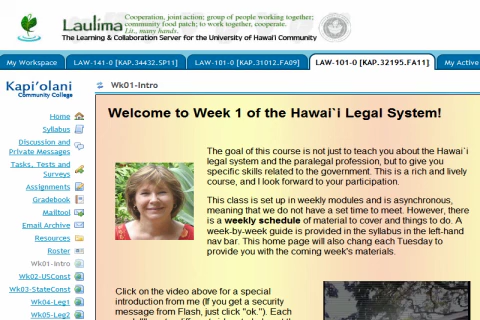 Laulima
Cooperation, joint action; group of people working together;
community food patch; to work together, cooperate.
Lit., many hands.
The Learning & Collaboration Server for the University of Hawai'i Community
My Workspace
LAW-141-0 [KAP.34432.SP11]
LAW-101-0 [KAP.31012.FA09]
LAW-101-0 [KAP.32195.FA11]
My Active
Kapi'olani
Community College
Wk01-Intro
Home
Syllabus
Discussion and
Private Messages
Tasks, Tests and
Surveys
Assignments
Gradebook
Mailtool
Email Archive
Resources
Roster
Wk01-Intro
Wk02-USConst
Wk03-StateConst
Wk04-Leg1
Wk05-Leg2
Welcome to Week 1 of the Hawai`i Legal System!
The goal of this course is not just to teach you about the Hawai`i
legal system and the paralegal profession, but to give you
specific skills related to the government. This is a rich and lively
course, and I look forward to your participation.
This class is set up in weekly modules and is asynchronous,
meaning that we do not have a set time to meet. However, there
is a weekly schedule of material to cover and things to do. A
week-by-week guide is provided in the syllabus in the left-hand
nav bar. This home page will also chang each Tuesday to
provide you with the coming week's materials.
Click on the video above for a special
introduction from me (If you get a security
message from Flash, just click "ok."). Each